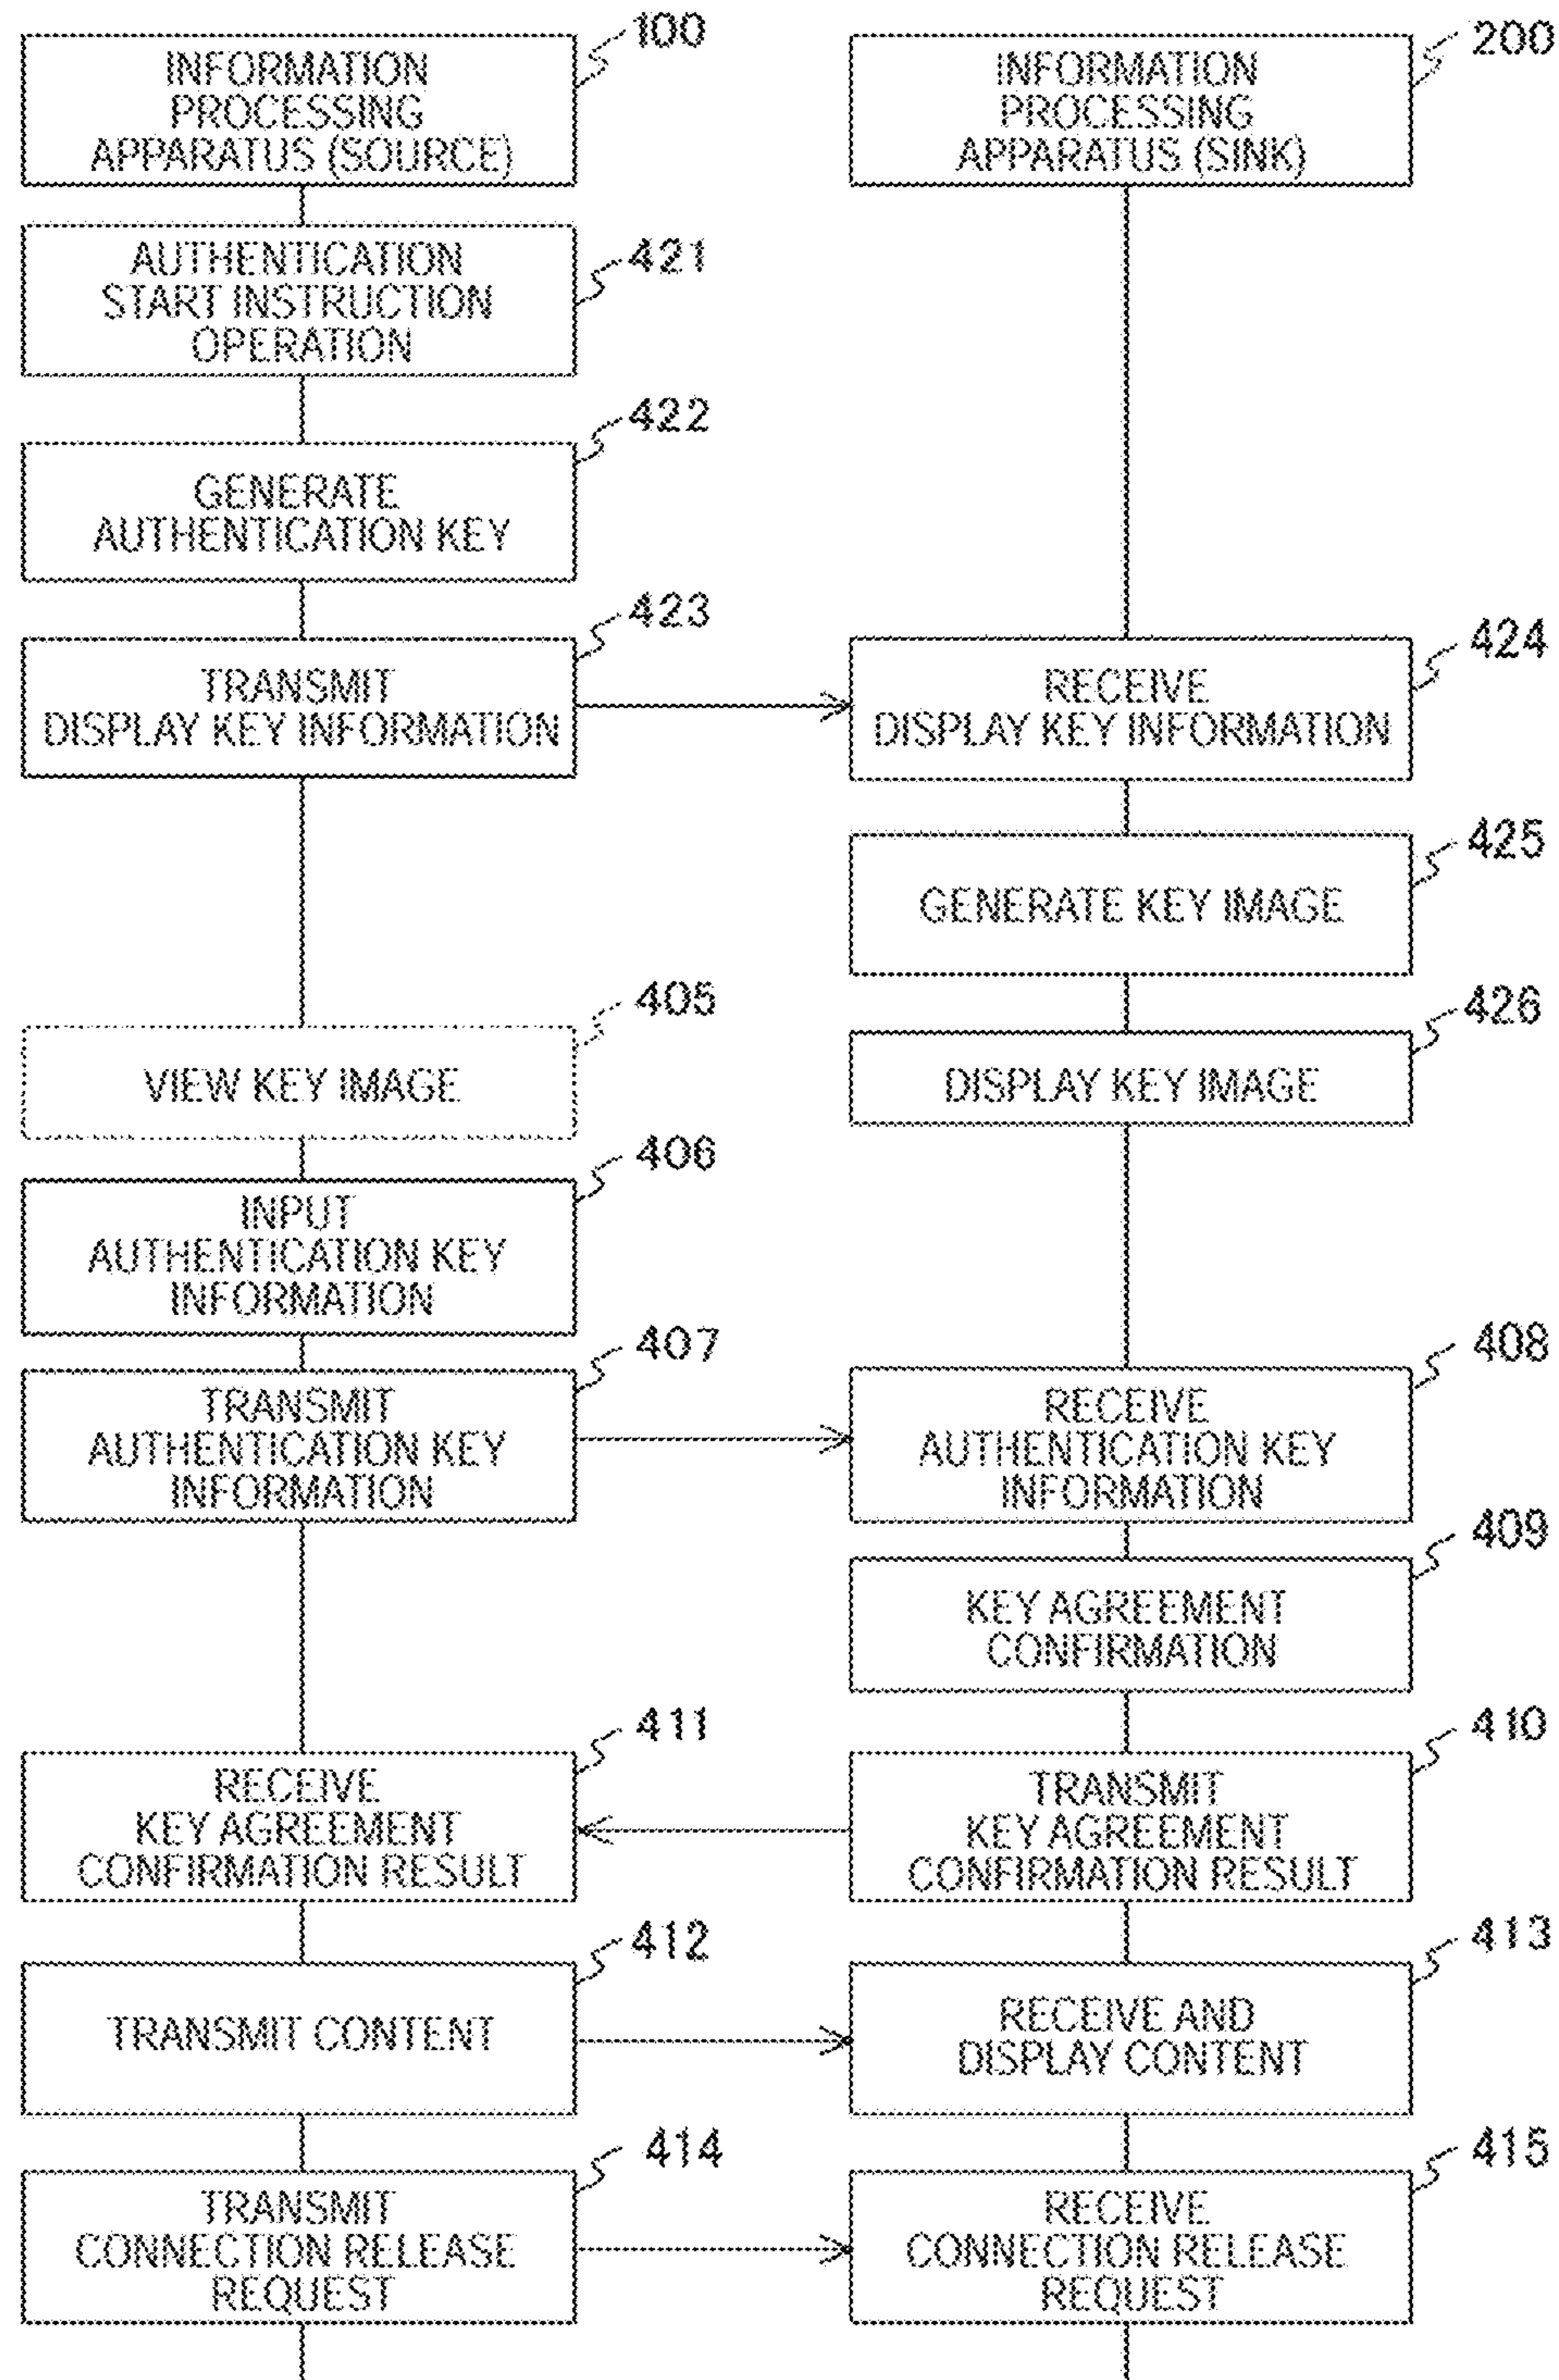 100
INFORMATION
PROCESSING
APPARATUS (SOURCE)
200
INFORMATION
PROCESSING
APPARATUS (SINK)
421
AUTHENTICATION
START INSTRUCTION
OPERATION
422
GENERATE
AUTHENTICATION KEY
423
TRANSMIT
DISPLAY KEY INFORMATION
424
RECEIVE
DISPLAY KEY INFORMATION
425
GENERATE KEY IMAGE
405
VIEW KEY IMAGE
426
DISPLAY KEY IMAGE
406
INPUT
AUTHENTICATION KEY
INFORMATION
407
TRANSMIT
AUTHENTICATION KEY
INFORMATION
408
RECEIVE
AUTHENTICATION KEY
INFORMATION
409
KEY AGREEMENT
CONFIRMATION
411
RECEIVE
KEY AGREEMENT
CONFIRMATION RESULT
410
TRANSMIT
KEY AGREEMENT
CONFIRMATION RESULT
412
TRANSMIT CONTENT
413
RECEIVE AND
DISPLAY CONTENT
414
TRANSMIT
CONNECTION RELEASE
REQUEST
415
RECEIVE
CONNECTION RELEASE
REQUEST